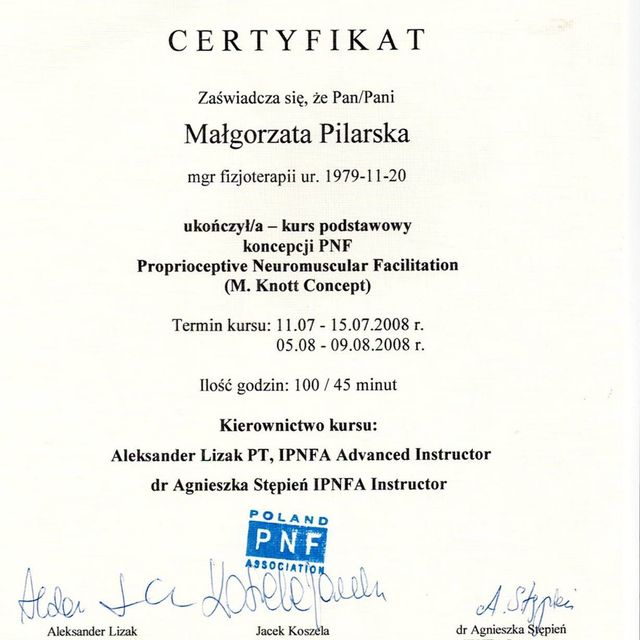 CERTYFIKAT
Zaświadcza się, że Pan/Pani
Małgorzata Pilarska
mgr fizjoterapii ur. 1979-11-20
ukończył/a – kurs podstawowy
koncepcji PNF
Proprioceptive Neuromuscular Facilitation
(M. Knott Concept)
Termin kursu: 11.07 - 15.07.2008 r.
05.08 - 09.08.2008 r.
Ilość godzin: 100 / 45 minut
Kierownictwo kursu:
Aleksander Lizak PT, IPNFA Advanced Instructor
dr Agnieszka Stępień IPNFA Instructor
POLAND
PNF
ASSOCIATION
A. Stępień
Aleksander Lizak Jacek Koszela dr Agnieszka Stępień